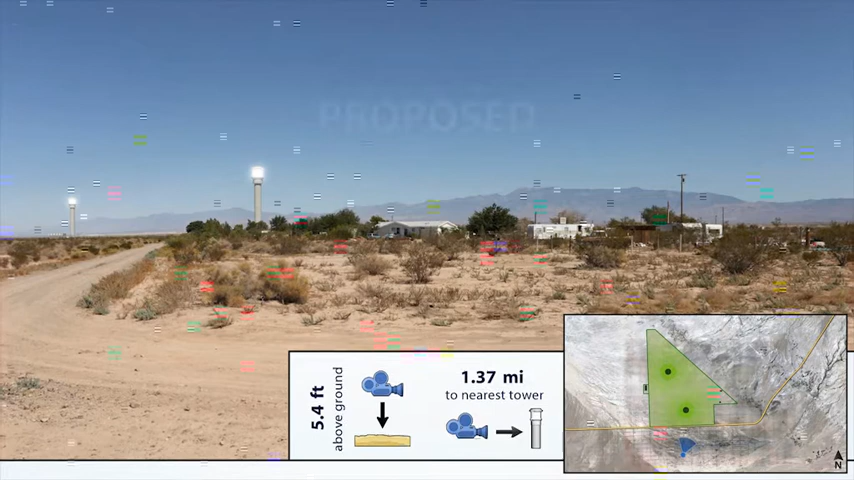 PROPOSED
5.4 ft
above ground
1.37 mi
to nearest tower
N